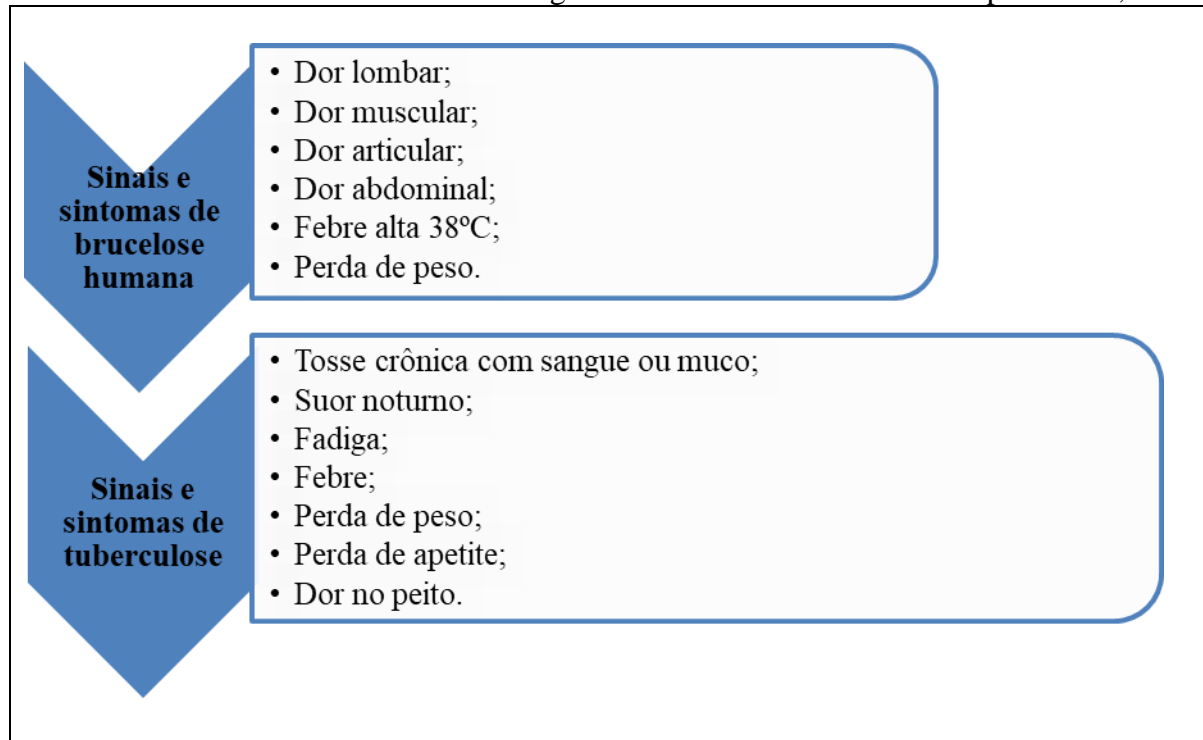 Sinais e
sintomas de
brucelose
humana
• Dor lombar;
• Dor muscular;
• Dor articular;
• Dor abdominal;
• Febre alta 38ºC;
• Perda de peso.
Sinais e
sintomas de
tuberculose
• Tosse crônica com sangue ou muco;
• Suor noturno;
• Fadiga;
• Febre;
• Perda de peso;
• Perda de apetite;
• Dor no peito.